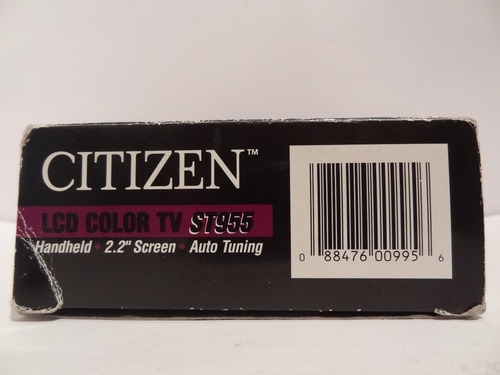 CITIZEN™
LCD COLOR TV ST955
Handheld • 2.2" Screen • Auto Tuning
0 88476 00995 6